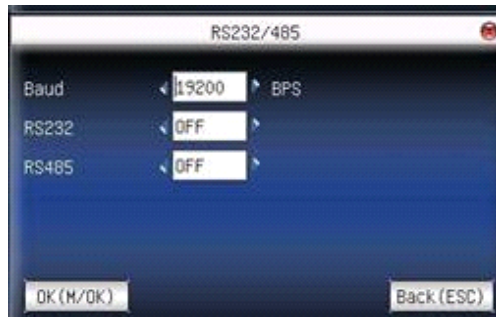 RS232/485
Baud 19200 BPS
RS232 OFF
RS485 OFF
OK(M/OK) Back(ESC)